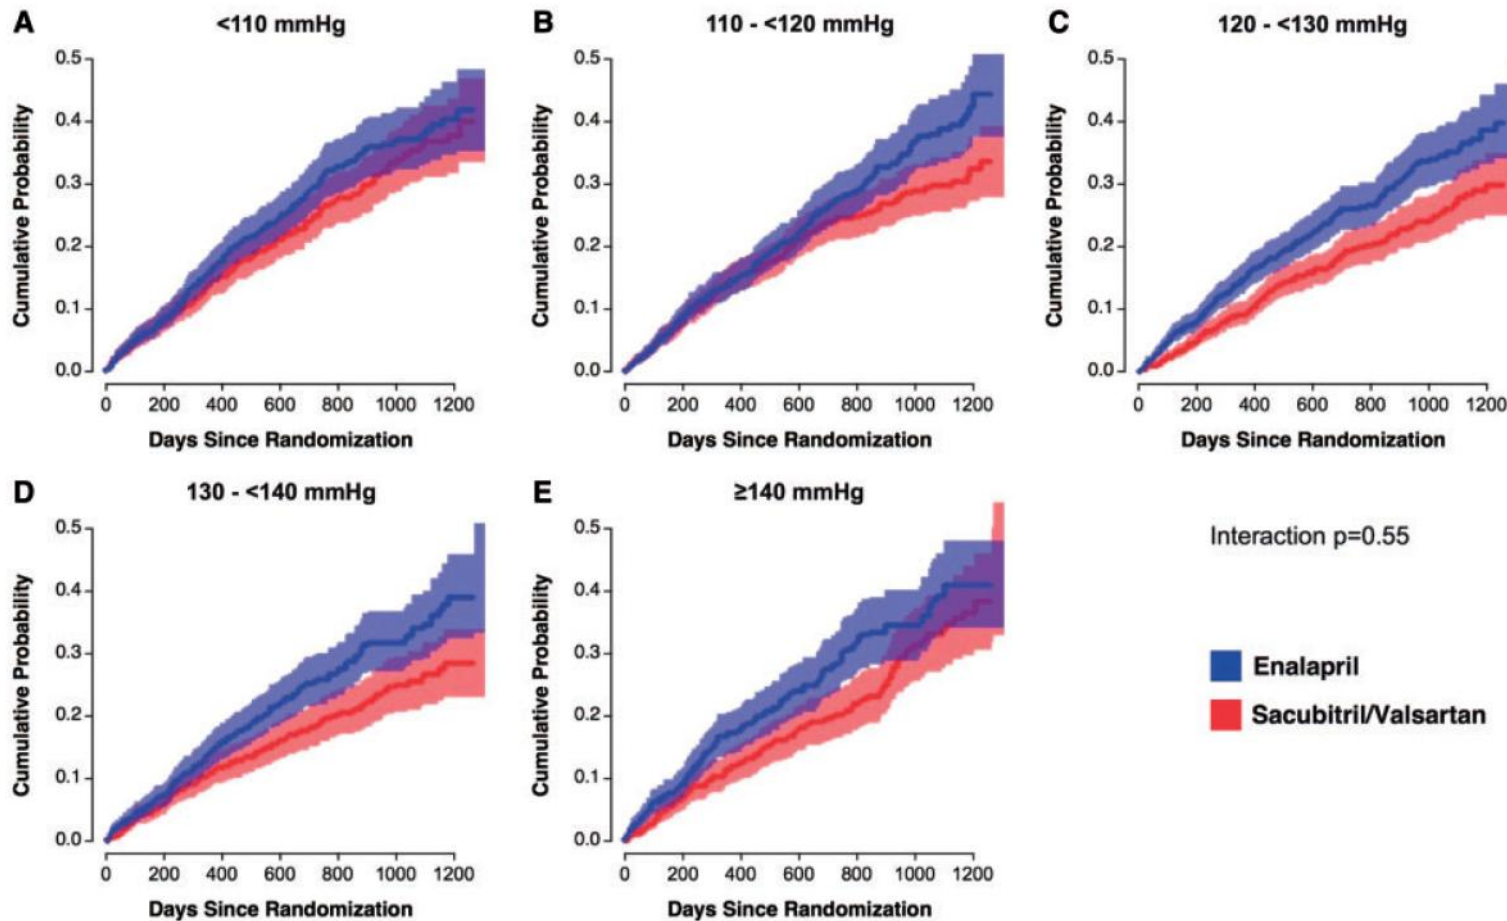 A
<110 mmHg
Cumulative Probability
0.5
0.4
0.3
0.2
0.1
0.0
0 200 400 600 800 1000 1200
Days Since Randomization
B
110 - <120 mmHg
Cumulative Probability
0.5
0.4
0.3
0.2
0.1
0.0
0 200 400 600 800 1000 1200
Days Since Randomization
C
120 - <130 mmHg
Cumulative Probability
0.5
0.4
0.3
0.2
0.1
0.0
0 200 400 600 800 1000 1200
Days Since Randomization
D
130 - <140 mmHg
Cumulative Probability
0.5
0.4
0.3
0.2
0.1
0.0
0 200 400 600 800 1000 1200
Days Since Randomization
E
≥140 mmHg
Cumulative Probability
0.5
0.4
0.3
0.2
0.1
0.0
0 200 400 600 800 1000 1200
Days Since Randomization
Interaction p=0.55
Enalapril
Sacubitril/Valsartan